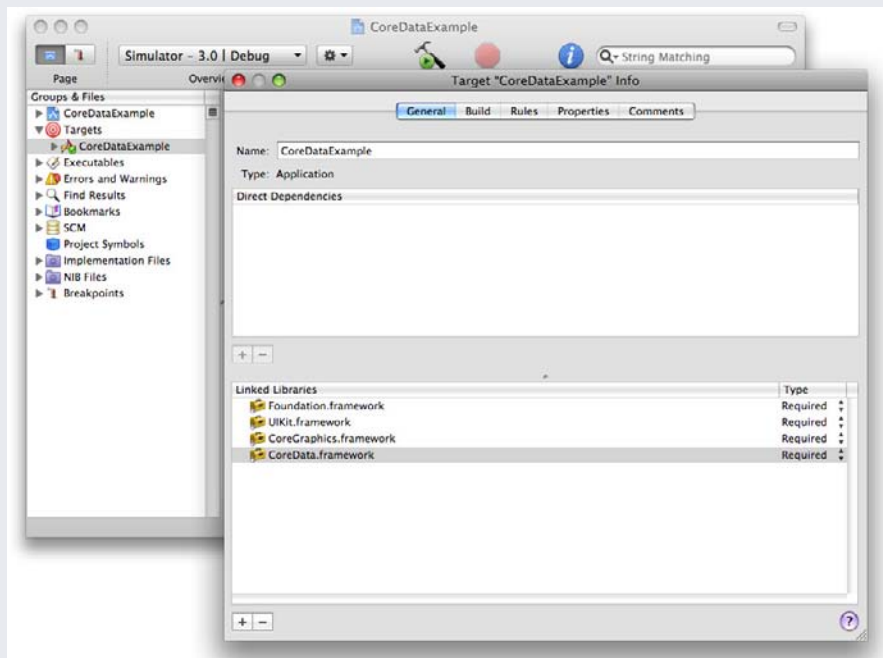 CoreDataExample
Simulator - 3.0 | Debug
String Matching
Page
Overvi
Groups & Files
CoreDataExample
Targets
CoreDataExample
Executables
Errors and Warnings
Find Results
Bookmarks
SCM
Project Symbols
Implementation Files
NIB Files
Breakpoints
Target "CoreDataExample" Info
General Build Rules Properties Comments
Name: CoreDataExample
Type: Application
Direct Dependencies
+ -
Linked Libraries Type
Foundation.framework Required
UIKit.framework Required
CoreGraphics.framework Required
CoreData.framework Required
+ - ?